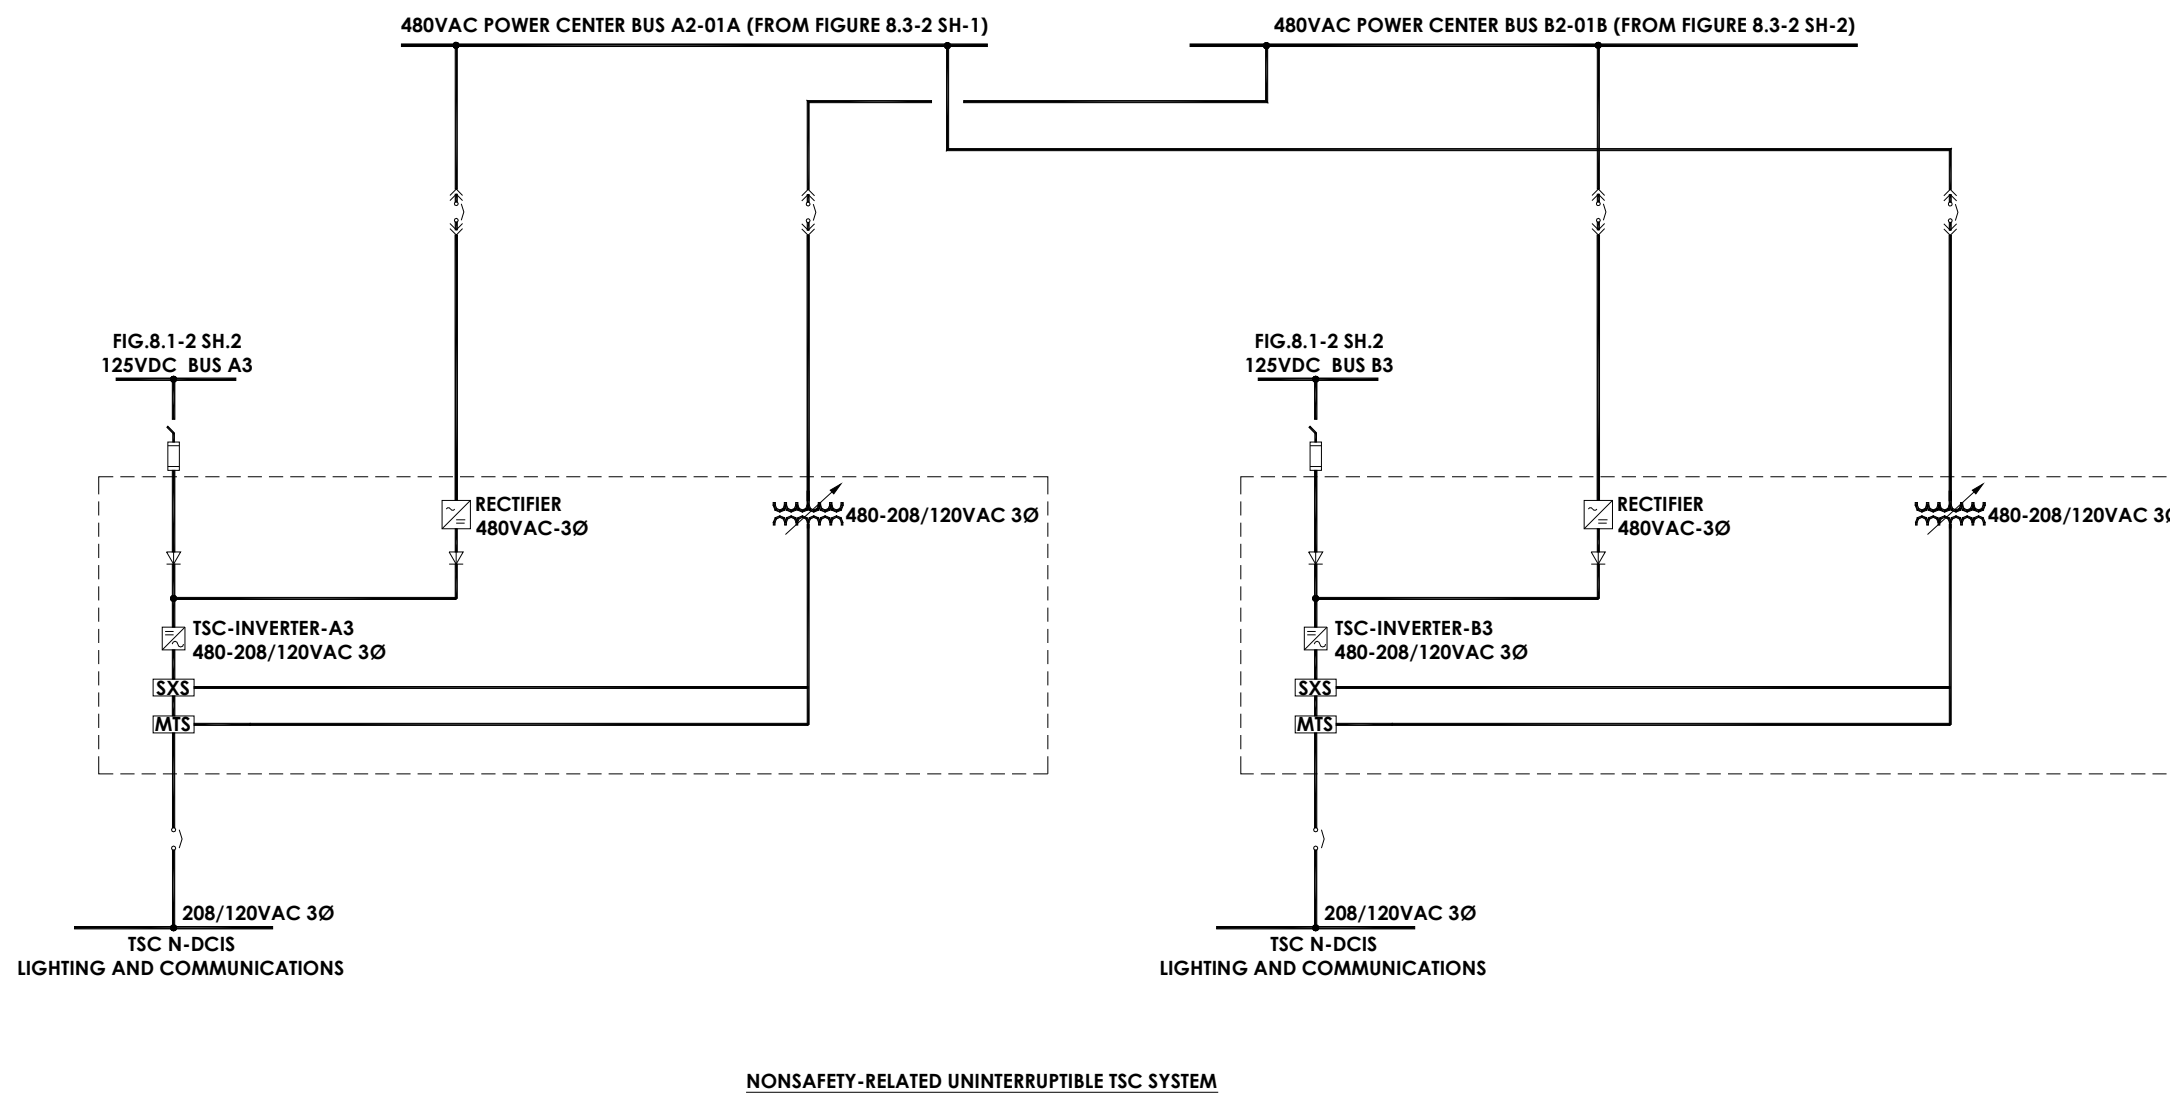 480VAC POWER CENTER BUS A2-01A (FROM FIGURE 8.3-2 SH-1)
480VAC POWER CENTER BUS B2-01B (FROM FIGURE 8.3-2 SH-2)
FIG.8.1-2 SH.2
125VDC BUS A3
RECTIFIER
480VAC-3Ø
480-208/120VAC 3Ø
TSC-INVERTER-A3
480-208/120VAC 3Ø
SXS
MTS
208/120VAC 3Ø
TSC N-DCIS
LIGHTING AND COMMUNICATIONS
FIG.8.1-2 SH.2
125VDC BUS B3
RECTIFIER
480VAC-3Ø
480-208/120VAC 3Ø
TSC-INVERTER-B3
480-208/120VAC 3Ø
SXS
MTS
208/120VAC 3Ø
TSC N-DCIS
LIGHTING AND COMMUNICATIONS
NONSAFETY-RELATED UNINTERRUPTIBLE TSC SYSTEM